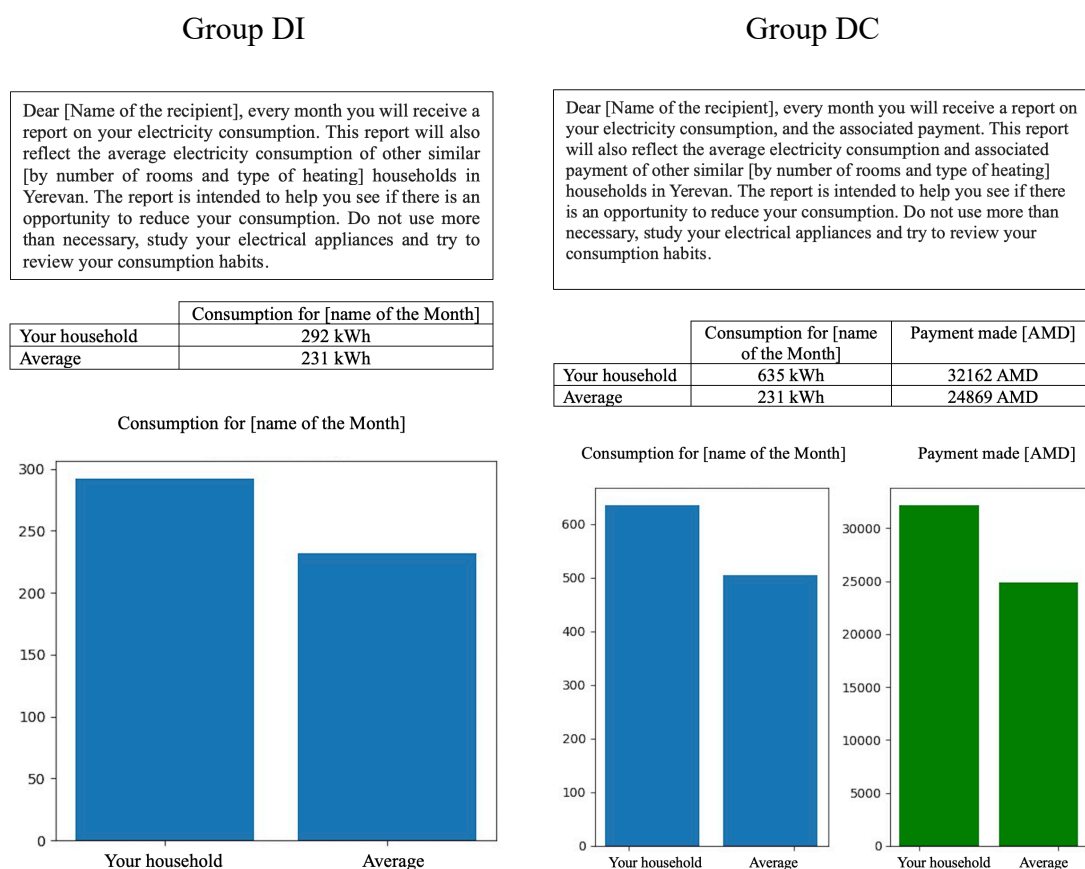 Group DI
Dear [Name of the recipient], every month you will receive a
report on your electricity consumption. This report will also
reflect the average electricity consumption of other similar
[by number of rooms and type of heating] households in
Yerevan. The report is intended to help you see if there is an
opportunity to reduce your consumption. Do not use more
than necessary, study your electrical appliances and try to
review your consumption habits.
Consumption for [name of the Month]
Your household 292 kWh
Average 231 kWh
Consumption for [name of the Month]
300
250
200
150
100
50
0
Your household Average
Group DC
Dear [Name of the recipient], every month you will receive a report on
your electricity consumption, and the associated payment. This report
will also reflect the average electricity consumption and associated
payment of other similar [by number of rooms and type of heating]
households in Yerevan. The report is intended to help you see if there
is an opportunity to reduce your consumption. Do not use more than
necessary, study your electrical appliances and try to review your
consumption habits.
Consumption for [name Payment made [AMD]
of the Month]
Your household 635 kWh 32162 AMD
Average 231 kWh 24869 AMD
Consumption for [name of the Month]
600
500
400
300
200
100
0
Your household Average
Payment made [AMD]
30000
25000
20000
15000
10000
5000
0
Your household Average